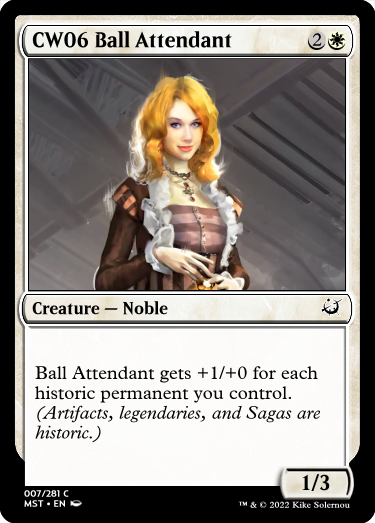 CW06 Ball Attendant 2
Creature — Noble
Ball Attendant gets +1/+0 for each
historic permanent you control.
(Artifacts, legendaries, and Sagas are
historic.)
1/3
007/281 C
MST • EN
™ & © 2022 Kike Solernou